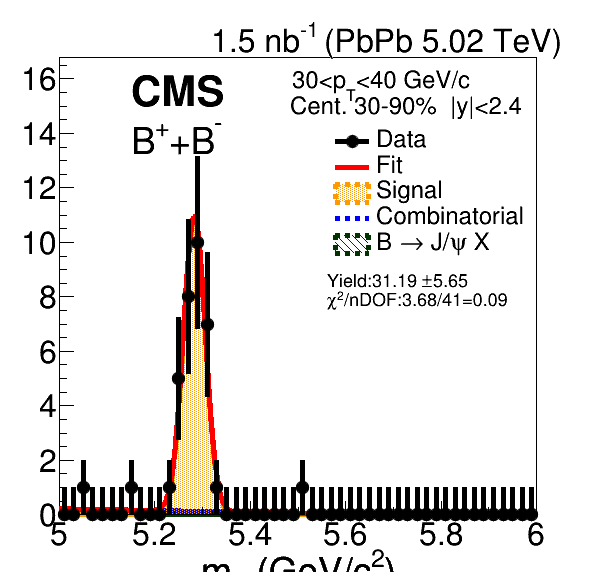 1.5 nb⁻¹ (PbPb 5.02 TeV)
CMS
30<p_T<40 GeV/c
Cent. 30-90% |y|<2.4
B⁺+B⁻
Data
Fit
Signal
Combinatorial
B → J/ψ X
Yield:31.19 ±5.65
χ²/nDOF:3.68/41=0.09
16
14
12
10
8
6
4
2
0
5 5.2 5.4 5.6 5.8 6
(GeV/c²)